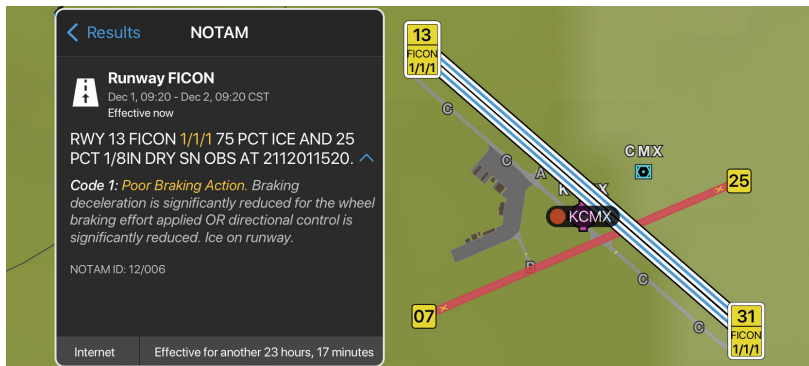 Results
NOTAM
Runway FICON
Dec 1, 09:20 - Dec 2, 09:20 CST
Effective now
RWY 13 FICON 1/1/1 75 PCT ICE AND 25
PCT 1/8IN DRY SN OBS AT 2112011520.
Code 1: Poor Braking Action. Braking
deceleration is significantly reduced for the wheel
braking effort applied OR directional control is
significantly reduced. Ice on runway.
NOTAM ID: 12/006
Internet
Effective for another 23 hours, 17 minutes
13
FICON
1/1/1
C
C
A
CMX
25
KCMX
B
C
07
C
31
FICON
1/1/1